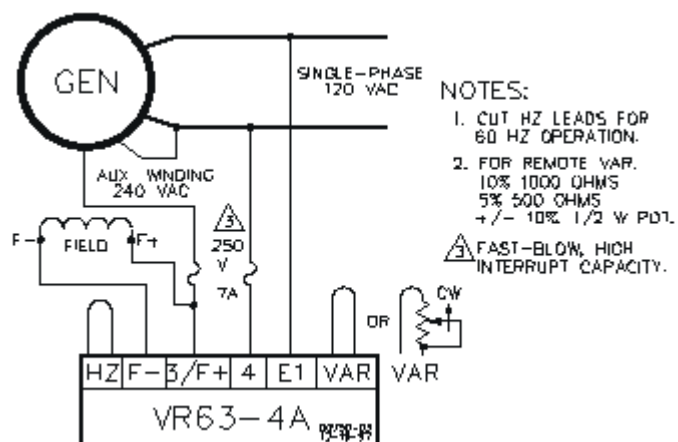 GEN
SINGLE-PHASE
120 VAC
AUX WINDING
240 VAC
F-
FIELD
F+
3
250
V
7A
NOTES:
1. CUT HZ LEADS FOR
60 HZ OPERATION.
2. FOR REMOTE VAR.
10% 1000 OHMS
5% 500 OHMS
+/- 10% 1/2 W POT.
3 FAST-BLOW, HIGH
INTERRUPT CAPACITY.
OR
CW
HZ F- 3/F+ 4 E1 VAR VAR
VR63-4A